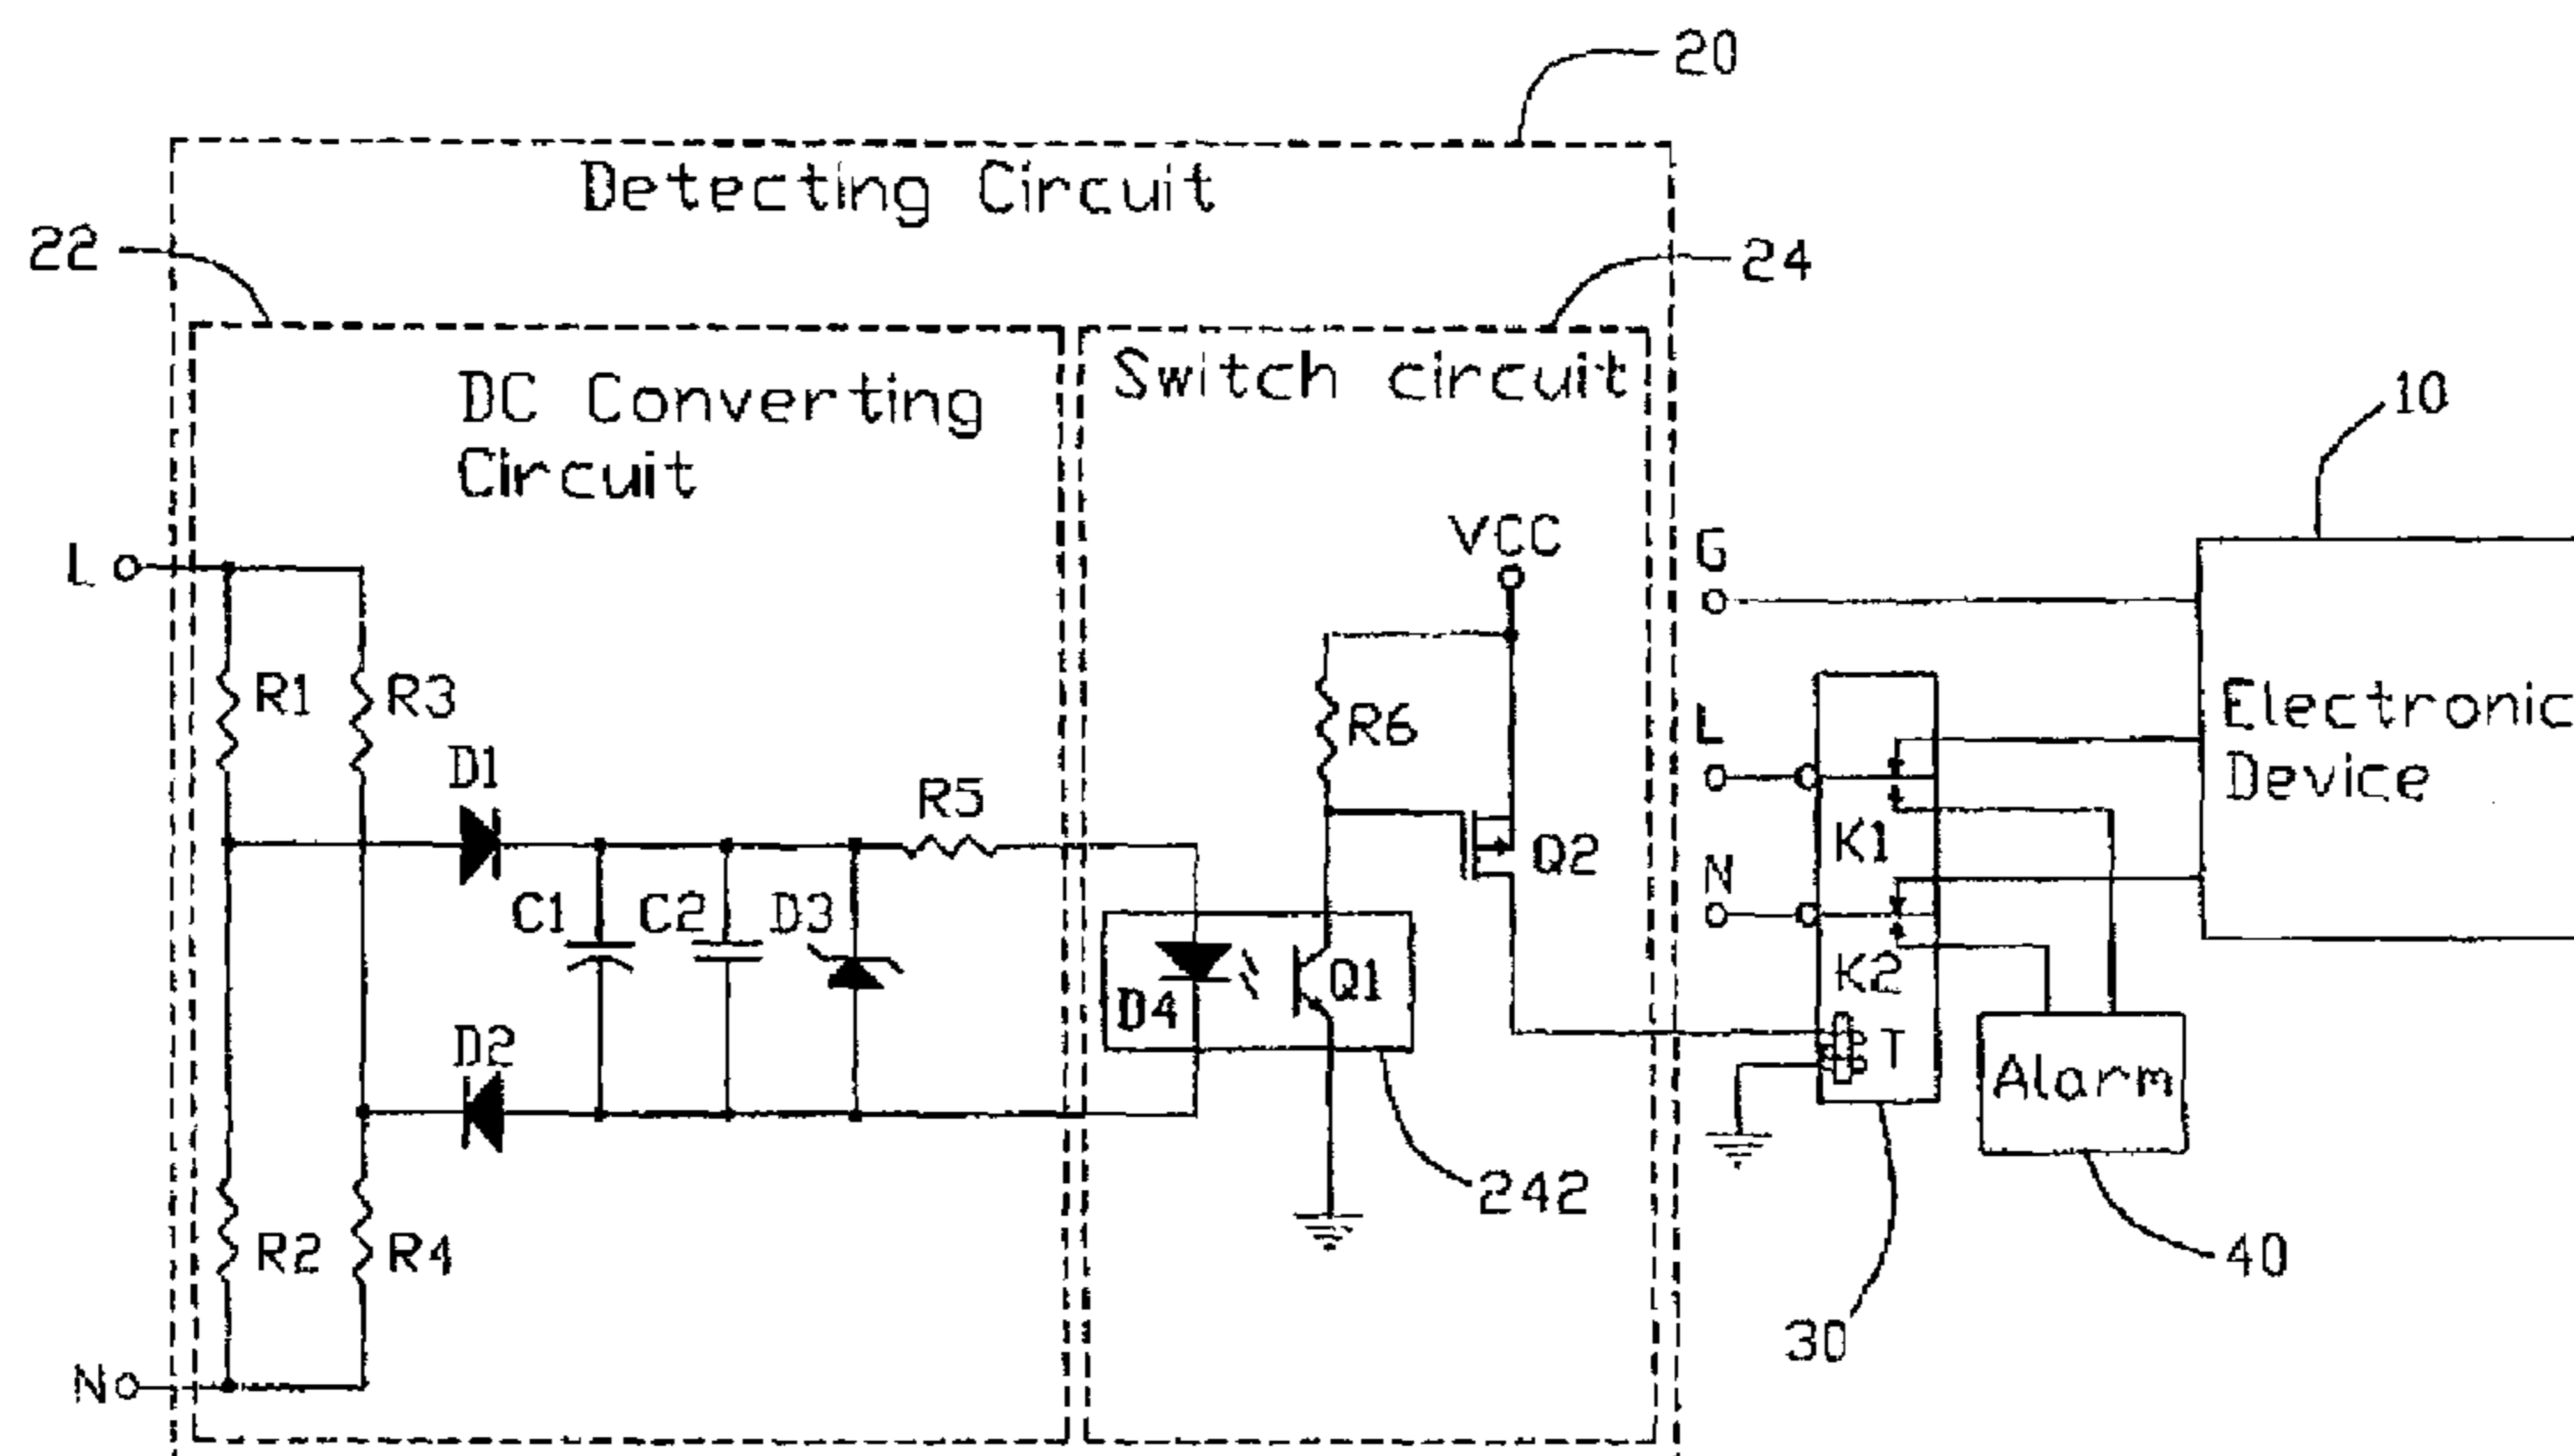 20
Detecting Circuit
22
24
DC Converting
Circuit
Switch circuit
10
VCC
G
L
R1
R3
R6
L
Electronic
Device
D1
R5
Q2
K1
N
C1
C2
D3
D4
Q1
K2
D2
T
Alarm
242
R2
R4
40
30
N